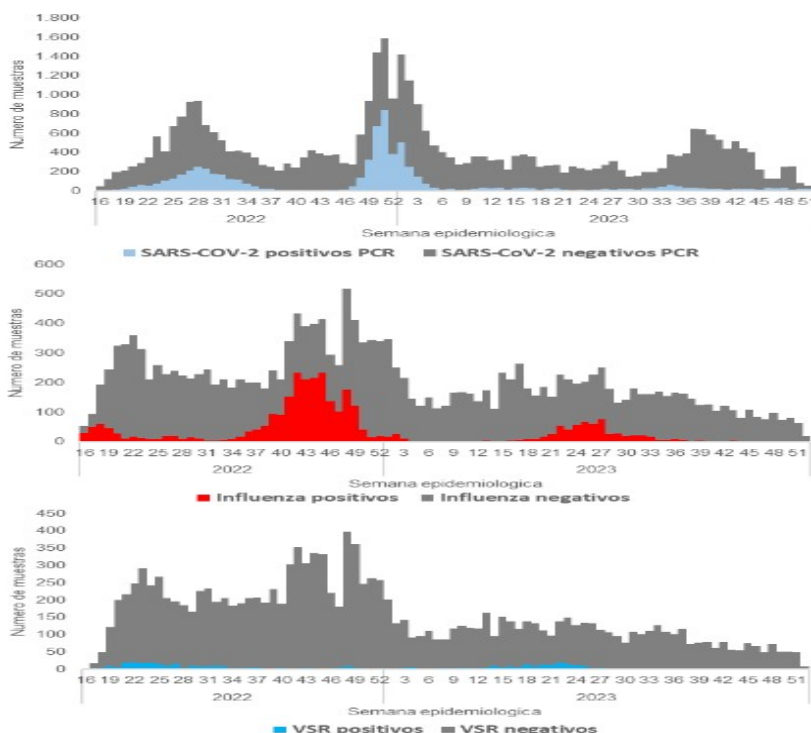 1.800
1.600
1.400
1.200
1.000
800
600
400
200
0
Número de muestras
16 19 22 25 28 31 34 37 40 43 46 49 52 3 6 9 12 15 18 21 24 27 30 33 36 39 42 45 48 51
2022 2023
Semana epidemiologica
SARS-COV-2 positivos PCR SARS-CoV-2 negativos PCR
600
500
400
300
200
100
0
Número de muestras
16 19 22 25 28 31 34 37 40 43 46 49 52 3 6 9 12 15 18 21 24 27 30 33 36 39 42 45 48 51
2022 2023
Semana epidemiologica
Influenza positivos Influenza negativos
450
400
350
300
250
200
150
100
50
0
Número de muestras
16 19 22 25 28 31 34 37 40 43 46 49 52 3 6 9 12 15 18 21 24 27 30 33 36 39 42 45 48 51
2022 2023
Semana epidemiologica
VSR positivos VSR negativos